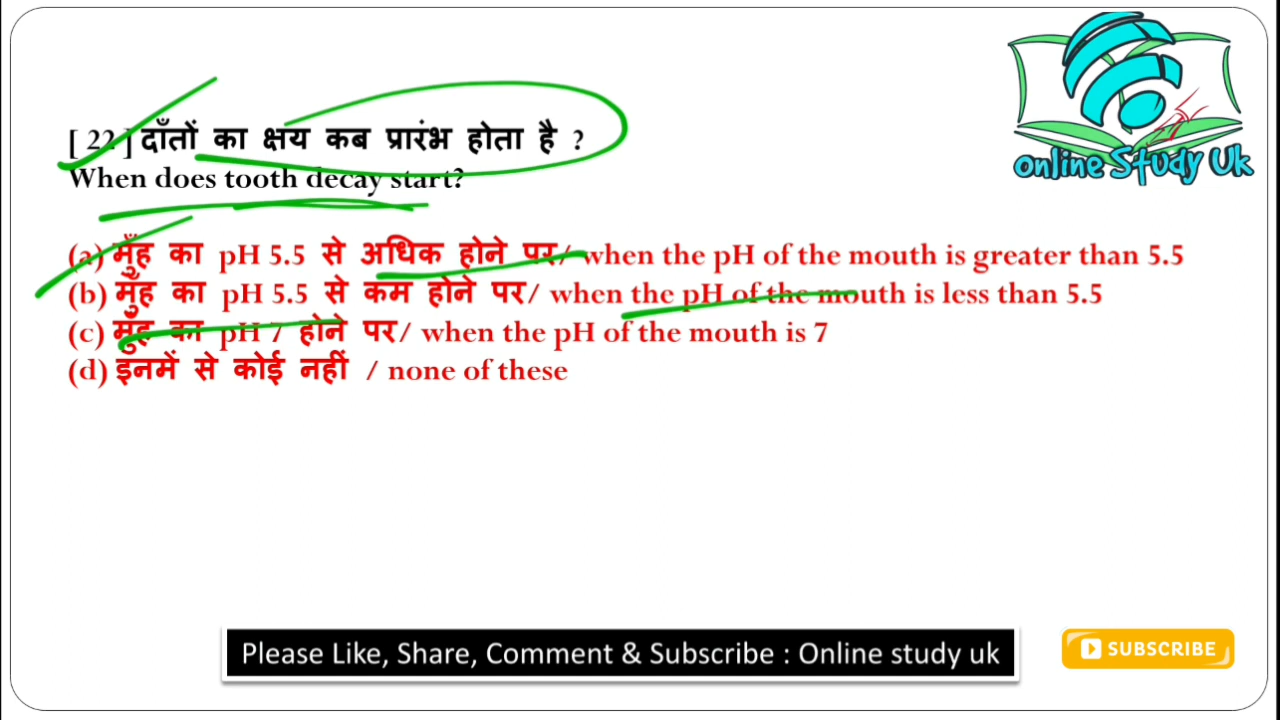 [ 22 ] दाँतों का क्षय कब प्रारंभ होता है ?
When does tooth decay start?
(a) मुँह का pH 5.5 से अधिक होने पर/ when the pH of the mouth is greater than 5.5
(b) मुँह का pH 5.5 से कम होने पर/ when the pH of the mouth is less than 5.5
(c) मुँह का pH 7 होने पर/ when the pH of the mouth is 7
(d) इनमें से कोई नहीं / none of these
Online Study Uk
Please Like, Share, Comment & Subscribe : Online study uk
SUBSCRIBE